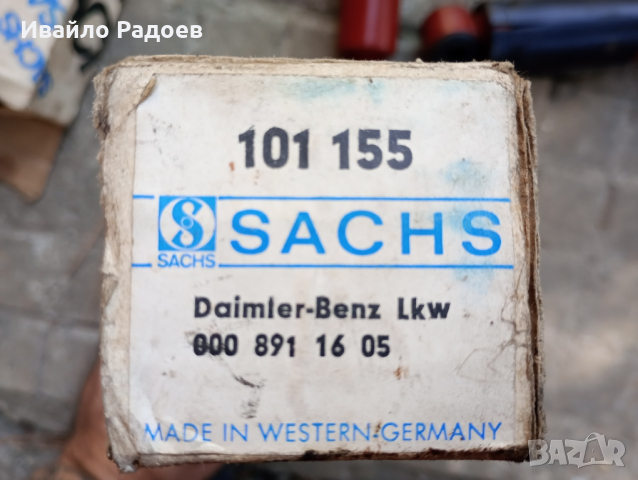 Ивайло Радоев
101 155
SACHS
SACHS
Daimler-Benz Lkw
000 891 16 05
MADE IN WESTERN-GERMANY
BAZAR